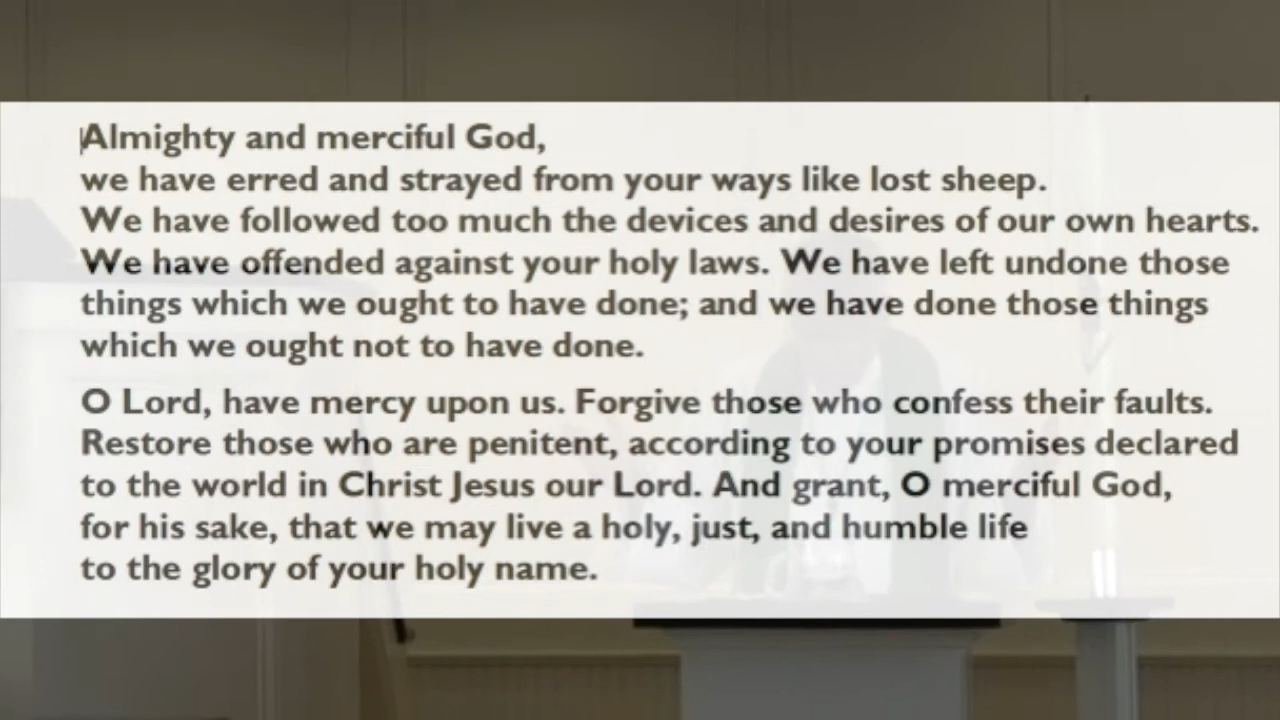 Almighty and merciful God,
we have erred and strayed from your ways like lost sheep.
We have followed too much the devices and desires of our own hearts.
We have offended against your holy laws. We have left undone those
things which we ought to have done; and we have done those things
which we ought not to have done.
O Lord, have mercy upon us. Forgive those who confess their faults.
Restore those who are penitent, according to your promises declared
to the world in Christ Jesus our Lord. And grant, O merciful God,
for his sake, that we may live a holy, just, and humble life
to the glory of your holy name.